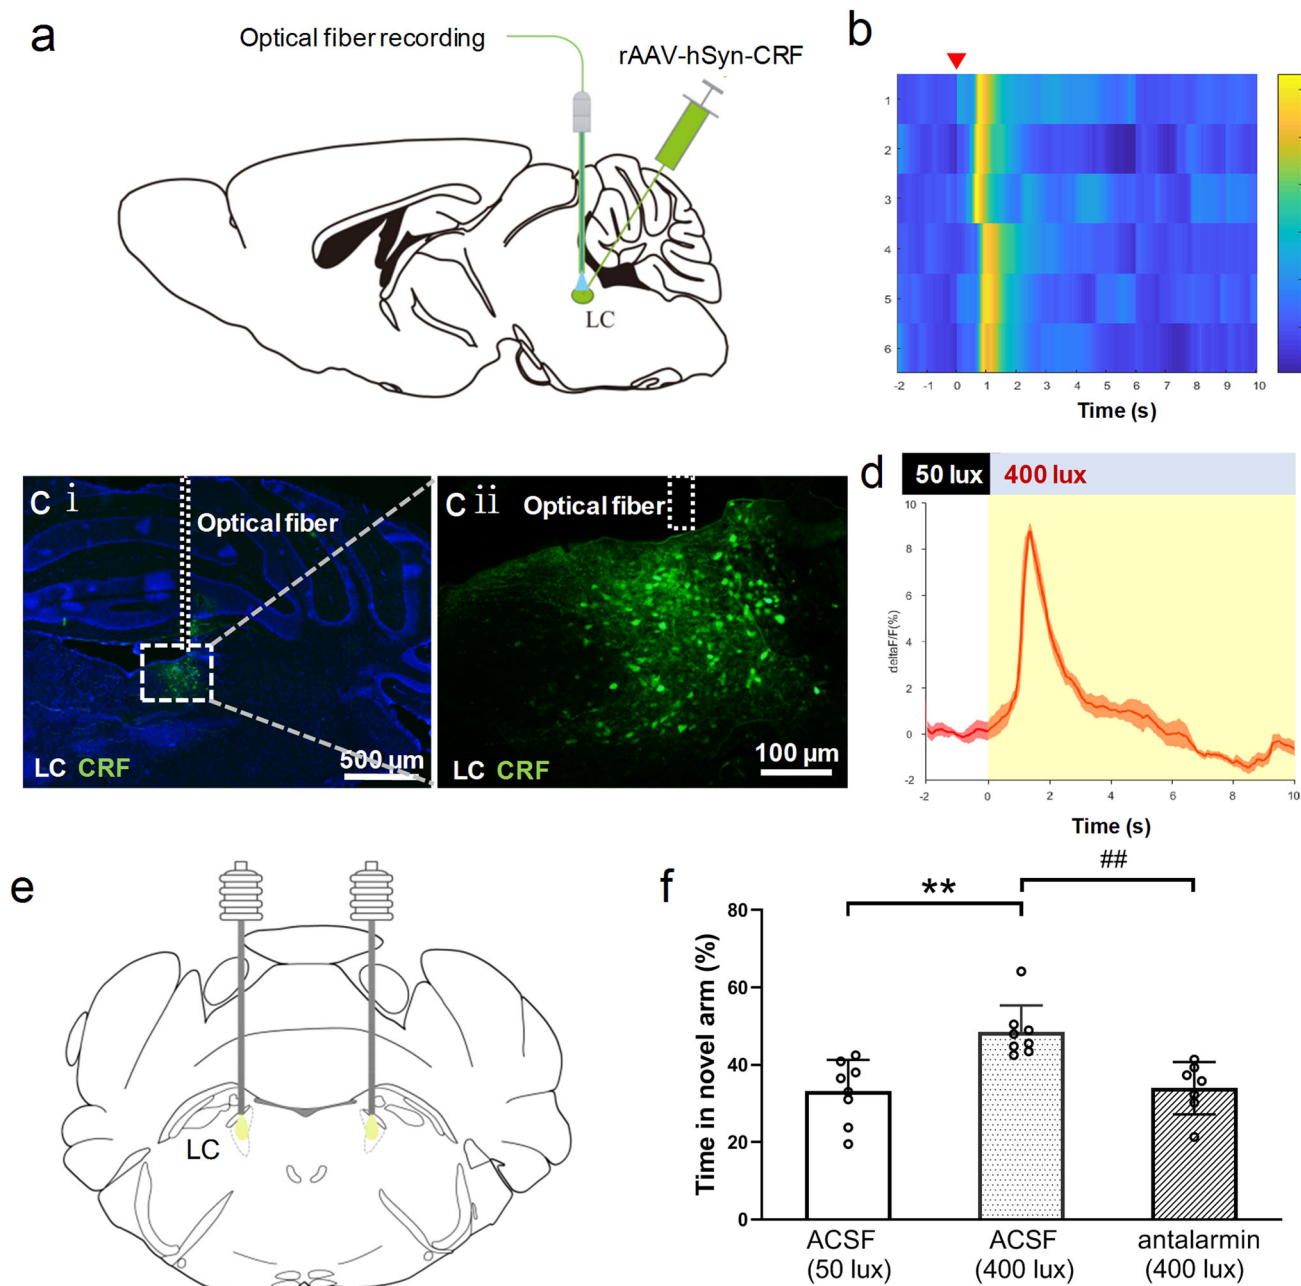 a
Optical fiber recording
rAAV-hSyn-CRF
LC
b
1
2
3
4
5
6
-2 -1 0 1 2 3 4 5 6 7 8 9 10
Time (s)
c i
Optical fiber
LC CRF
500 µm
c ii
Optical fiber
LC CRF
100 µm
d
50 lux 400 lux
deltaF/F(%)
10
8
6
4
2
0
-2
-2 0 2 4 6 8 10
Time (s)
e
LC
f
**
##
Time in novel arm (%)
80
60
40
20
0
ACSF ACSF antalarmin
(50 lux) (400 lux) (400 lux)